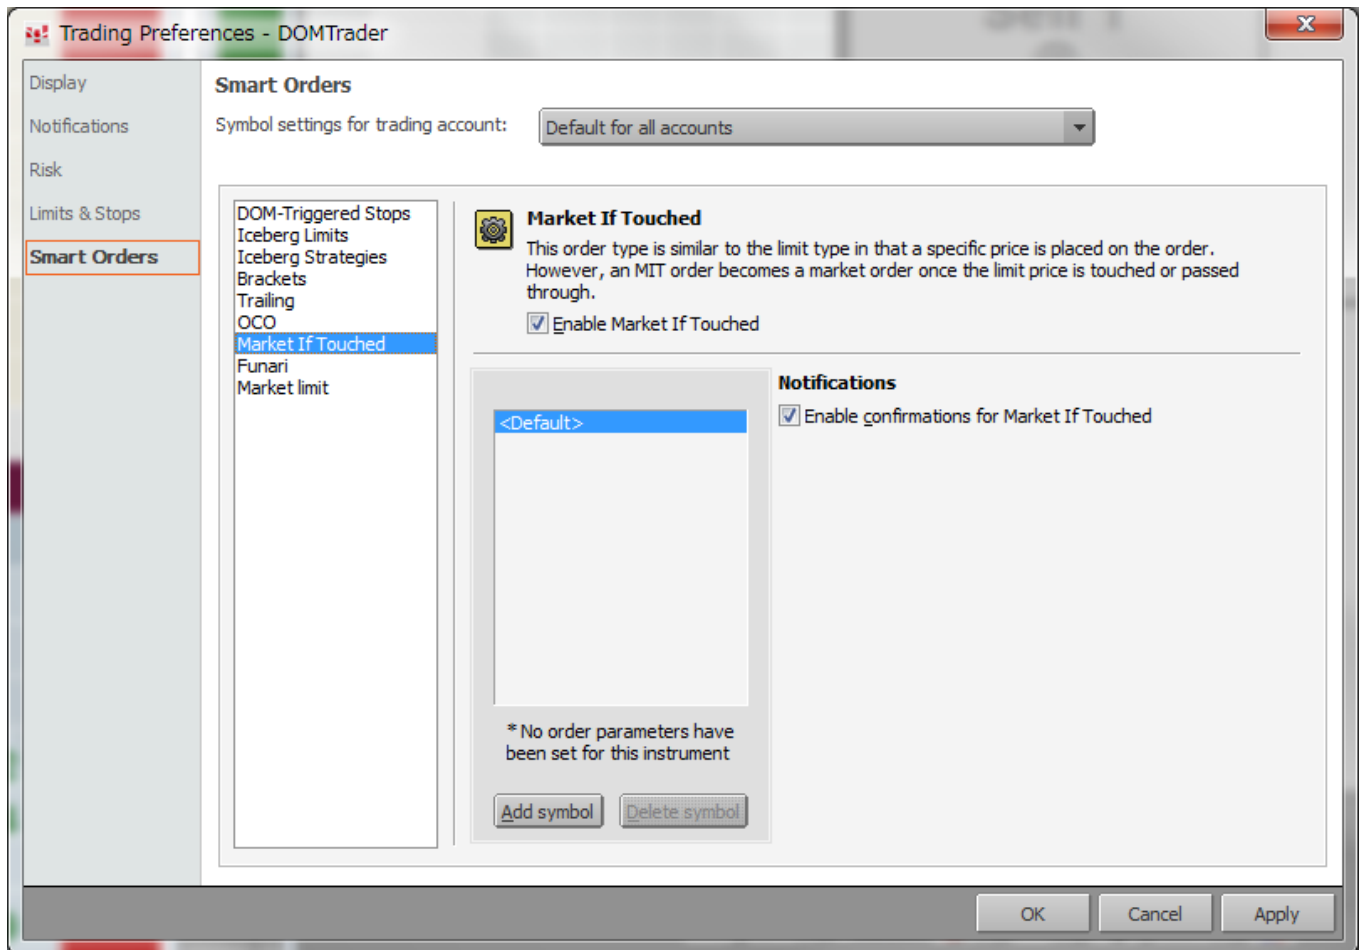 Trading Preferences - DOMTrader
Display
Notifications
Risk
Limits & Stops
Smart Orders
Smart Orders
Symbol settings for trading account:
Default for all accounts
DOM-Triggered Stops
Iceberg Limits
Iceberg Strategies
Brackets
Trailing
OCO
Market If Touched
Funari
Market limit
Market If Touched
This order type is similar to the limit type in that a specific price is placed on the order.
However, an MIT order becomes a market order once the limit price is touched or passed
through.
Enable Market If Touched
<Default>
* No order parameters have
been set for this instrument
Add symbol
Delete symbol
Notifications
Enable confirmations for Market If Touched
OK
Cancel
Apply